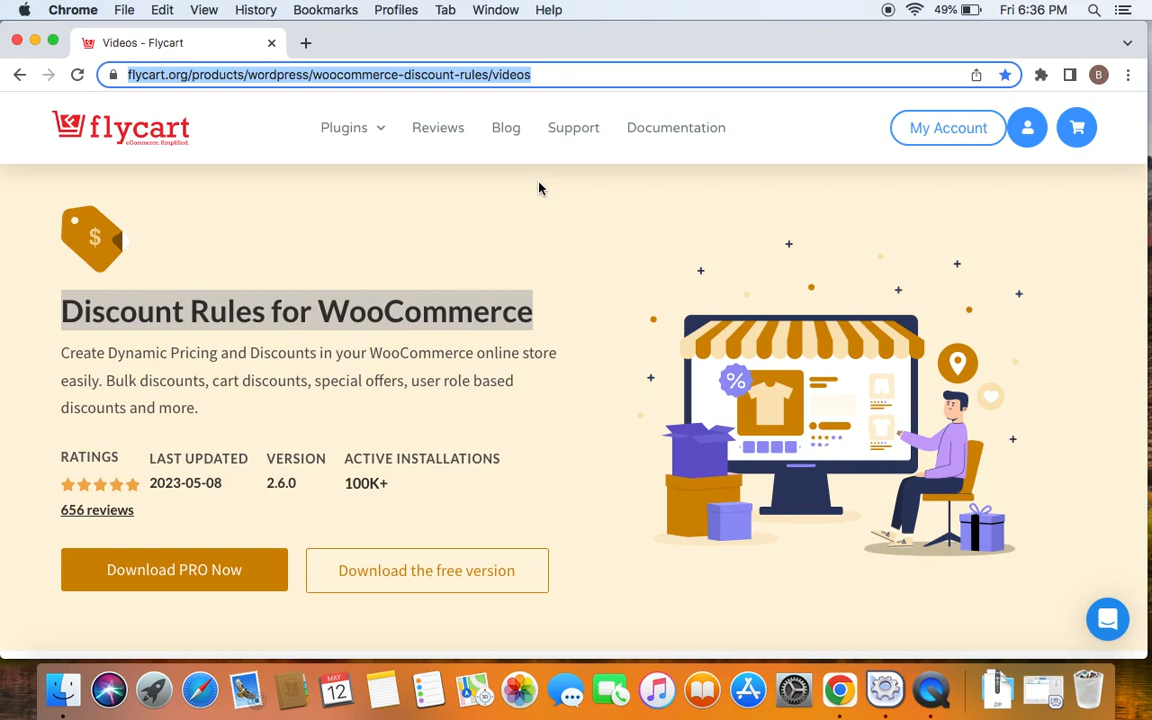 Chrome File Edit View History Bookmarks Profiles Tab Window Help 49% Fri 6:36 PM
Videos - Flycart
flycart.org/products/wordpress/woocommerce-discount-rules/videos B
flycart
eCommerce. Simplified.
Plugins Reviews Blog Support Documentation My Account
$
Discount Rules for WooCommerce
Create Dynamic Pricing and Discounts in your WooCommerce online store
easily. Bulk discounts, cart discounts, special offers, user role based
discounts and more.
RATINGS LAST UPDATED VERSION ACTIVE INSTALLATIONS
2023-05-08 2.6.0 100K+
656 reviews
Download PRO Now Download the free version
%
MAY
12
ZIP